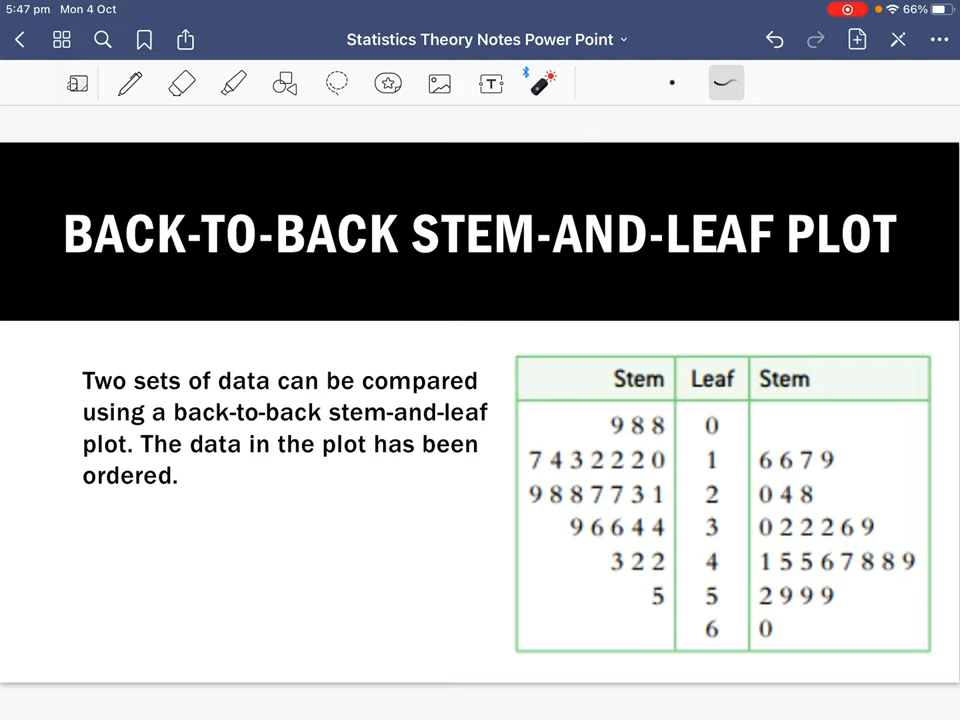 5:47 pm Mon 4 Oct
66%
Statistics Theory Notes Power Point
T
BACK-TO-BACK STEM-AND-LEAF PLOT
Two sets of data can be compared
using a back-to-back stem-and-leaf
plot. The data in the plot has been
ordered.
Stem Leaf Stem
9 8 8 0
7 4 3 2 2 2 0 1 6 6 7 9
9 8 8 7 7 3 1 2 0 4 8
9 6 6 4 4 3 0 2 2 2 6 9
3 2 2 4 1 5 5 6 7 8 8 9
5 5 2 9 9 9
6 0